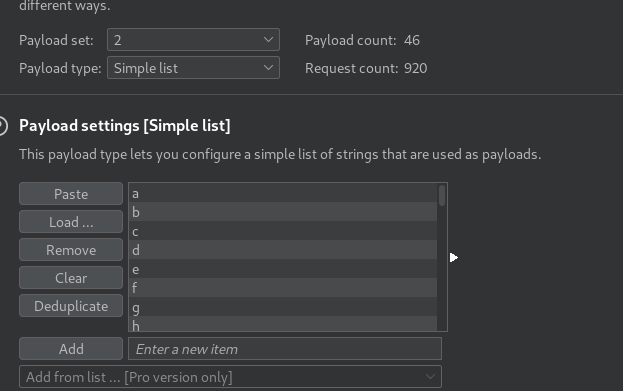 different ways.
Payload set: 2 Payload count: 46
Payload type: Simple list Request count: 920
Payload settings [Simple list]
This payload type lets you configure a simple list of strings that are used as payloads.
Paste
Load ...
Remove
Clear
Deduplicate
a
b
c
d
e
f
g
h
Add Enter a new item
Add from list ... [Pro version only]